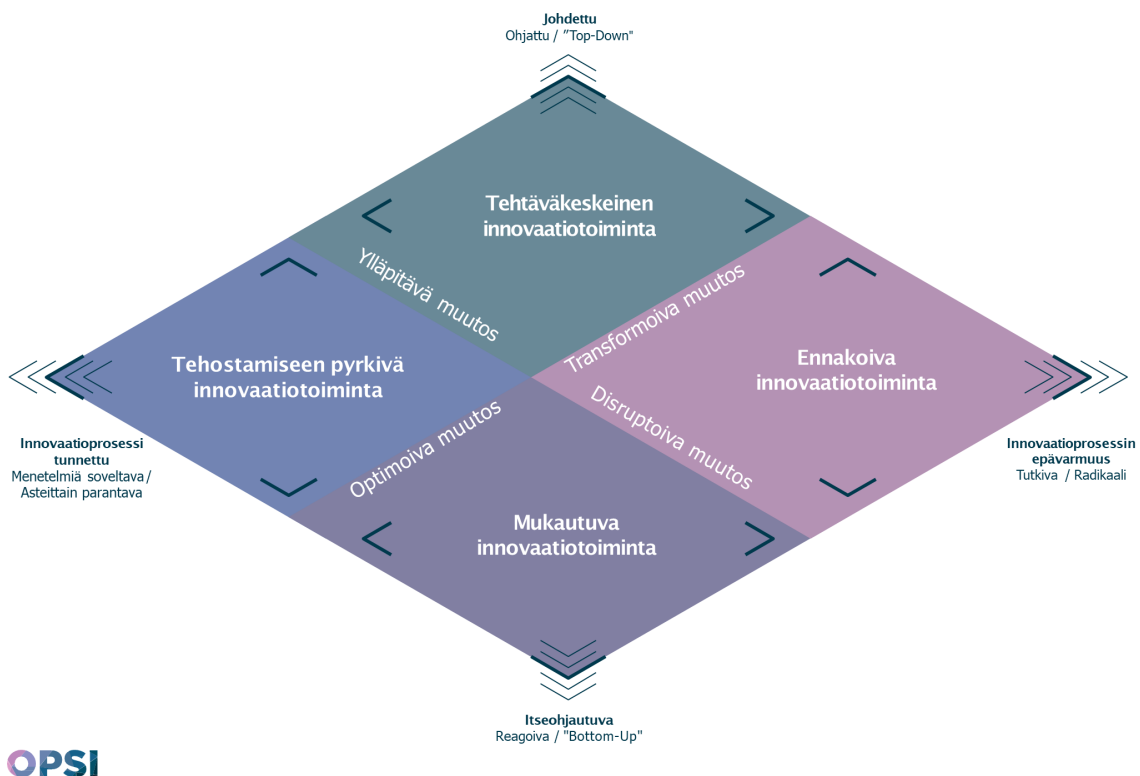 Johdettu
Ohjattu / ”Top-Down"
Tehtäväkeskeinen
innovaatiotoiminta
Ylläpitävä muutos
Transformoiva muutos
Tehostamiseen pyrkivä
innovaatiotoiminta
Ennakoiva
innovaatiotoiminta
Optimoiva muutos
Disruptoiva muutos
Innovaatioprosessi
tunnettu
Menetelmiä soveltava /
Asteittain parantava
Innovaatioprosessin
epävarmuus
Tutkiva / Radikaali
Mukautuva
innovaatiotoiminta
Itseohjautuva
Reagoiva / "Bottom-Up"
OPSI